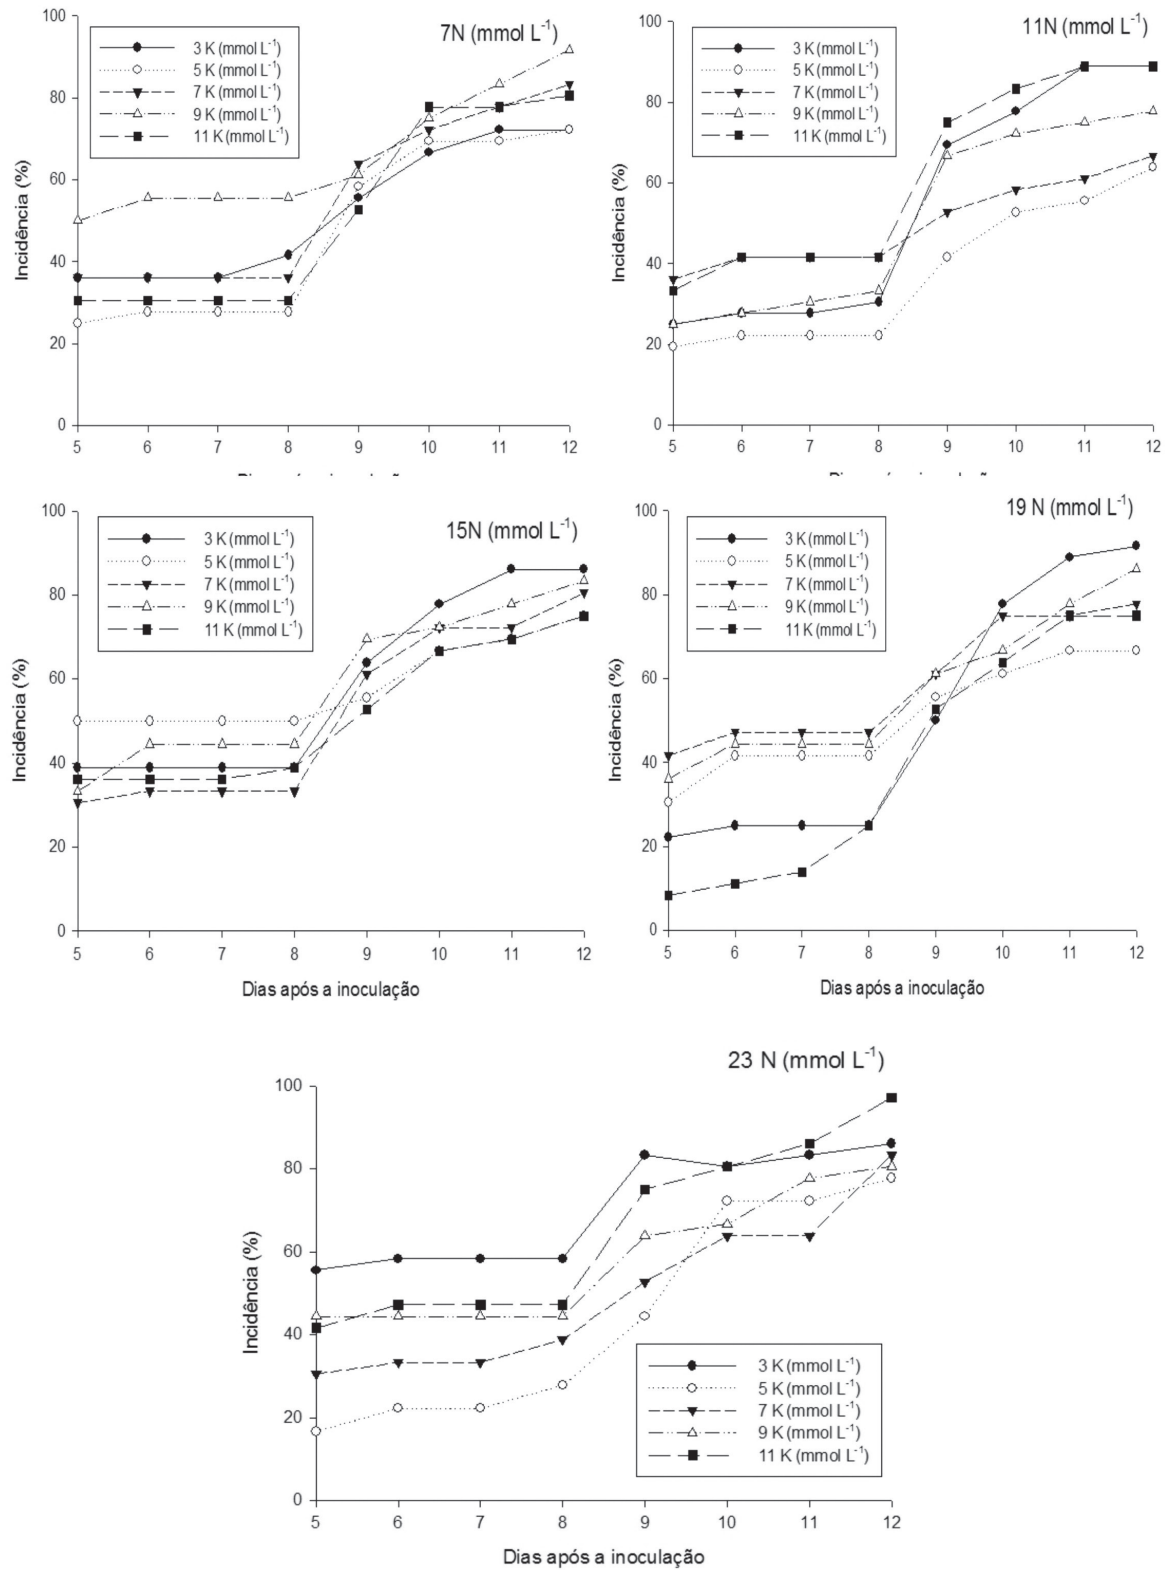 7N (mmol L-1)
3 K (mmol L-1)
5 K (mmol L-1)
7 K (mmol L-1)
9 K (mmol L-1)
11 K (mmol L-1)
Incidência (%)
100
80
60
40
20
0
5 6 7 8 9 10 11 12
11N (mmol L-1)
3 K (mmol L-1)
5 K (mmol L-1)
7 K (mmol L-1)
9 K (mmol L-1)
11 K (mmol L-1)
Incidência (%)
100
80
60
40
20
0
5 6 7 8 9 10 11 12
15N (mmol L-1)
3 K (mmol L-1)
5 K (mmol L-1)
7 K (mmol L-1)
9 K (mmol L-1)
11 K (mmol L-1)
Incidência (%)
100
80
60
40
20
0
5 6 7 8 9 10 11 12
Dias após a inoculação
19 N (mmol L-1)
3 K (mmol L-1)
5 K (mmol L-1)
7 K (mmol L-1)
9 K (mmol L-1)
11 K (mmol L-1)
Incidência (%)
100
80
60
40
20
0
5 6 7 8 9 10 11 12
Dias após a inoculação
23 N (mmol L-1)
Incidência (%)
100
80
60
40
20
0
3 K (mmol L-1)
5 K (mmol L-1)
7 K (mmol L-1)
9 K (mmol L-1)
11 K (mmol L-1)
5 6 7 8 9 10 11 12
Dias após a inoculação